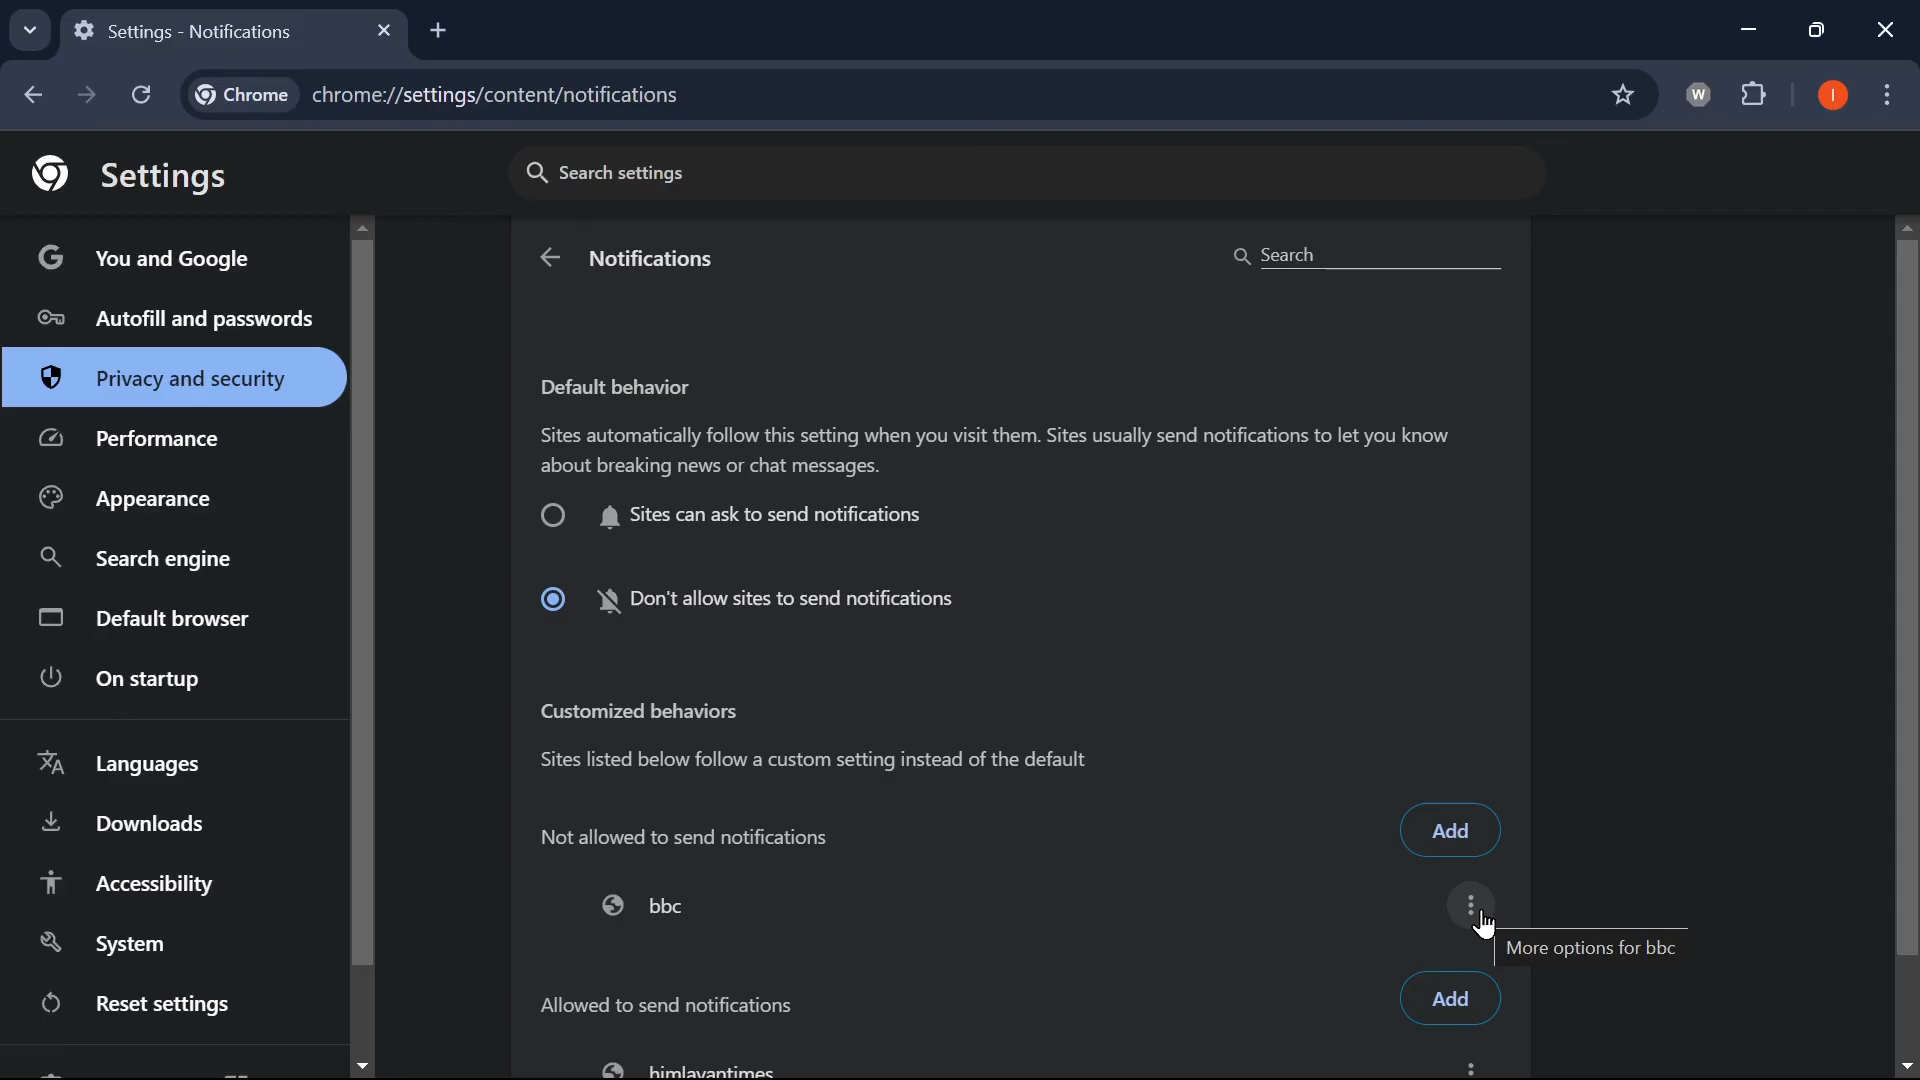 Settings - Notifications
Chrome
chrome://settings/content/notifications
W
I
Settings
Search settings
You and Google
Autofill and passwords
Privacy and security
Performance
Appearance
Search engine
Default browser
On startup
Languages
Downloads
Accessibility
System
Reset settings
Notifications
Search
Default behavior
Sites automatically follow this setting when you visit them. Sites usually send notifications to let you know
about breaking news or chat messages.
Sites can ask to send notifications
Don't allow sites to send notifications
Customized behaviors
Sites listed below follow a custom setting instead of the default
Not allowed to send notifications
Add
bbc
More options for bbc
Allowed to send notifications
Add
himlayantimes